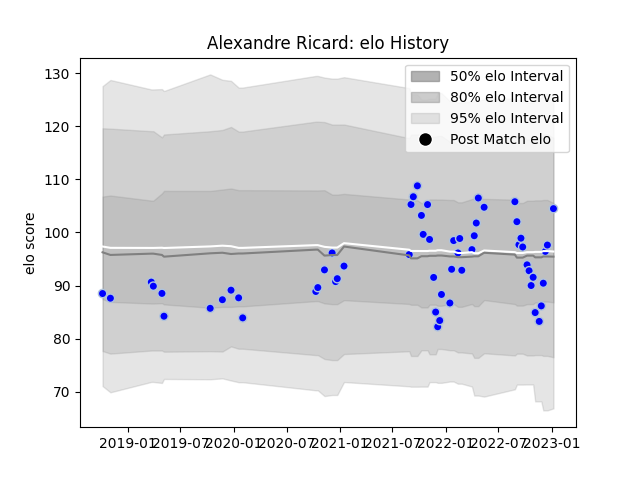 Alexandre Ricard: elo History
50% elo Interval
80% elo Interval
95% elo Interval
Post Match elo
elo score
130
120
110
100
90
80
70
2019-01
2019-07
2020-01
2020-07
2021-01
2021-07
2022-01
2022-07
2023-01